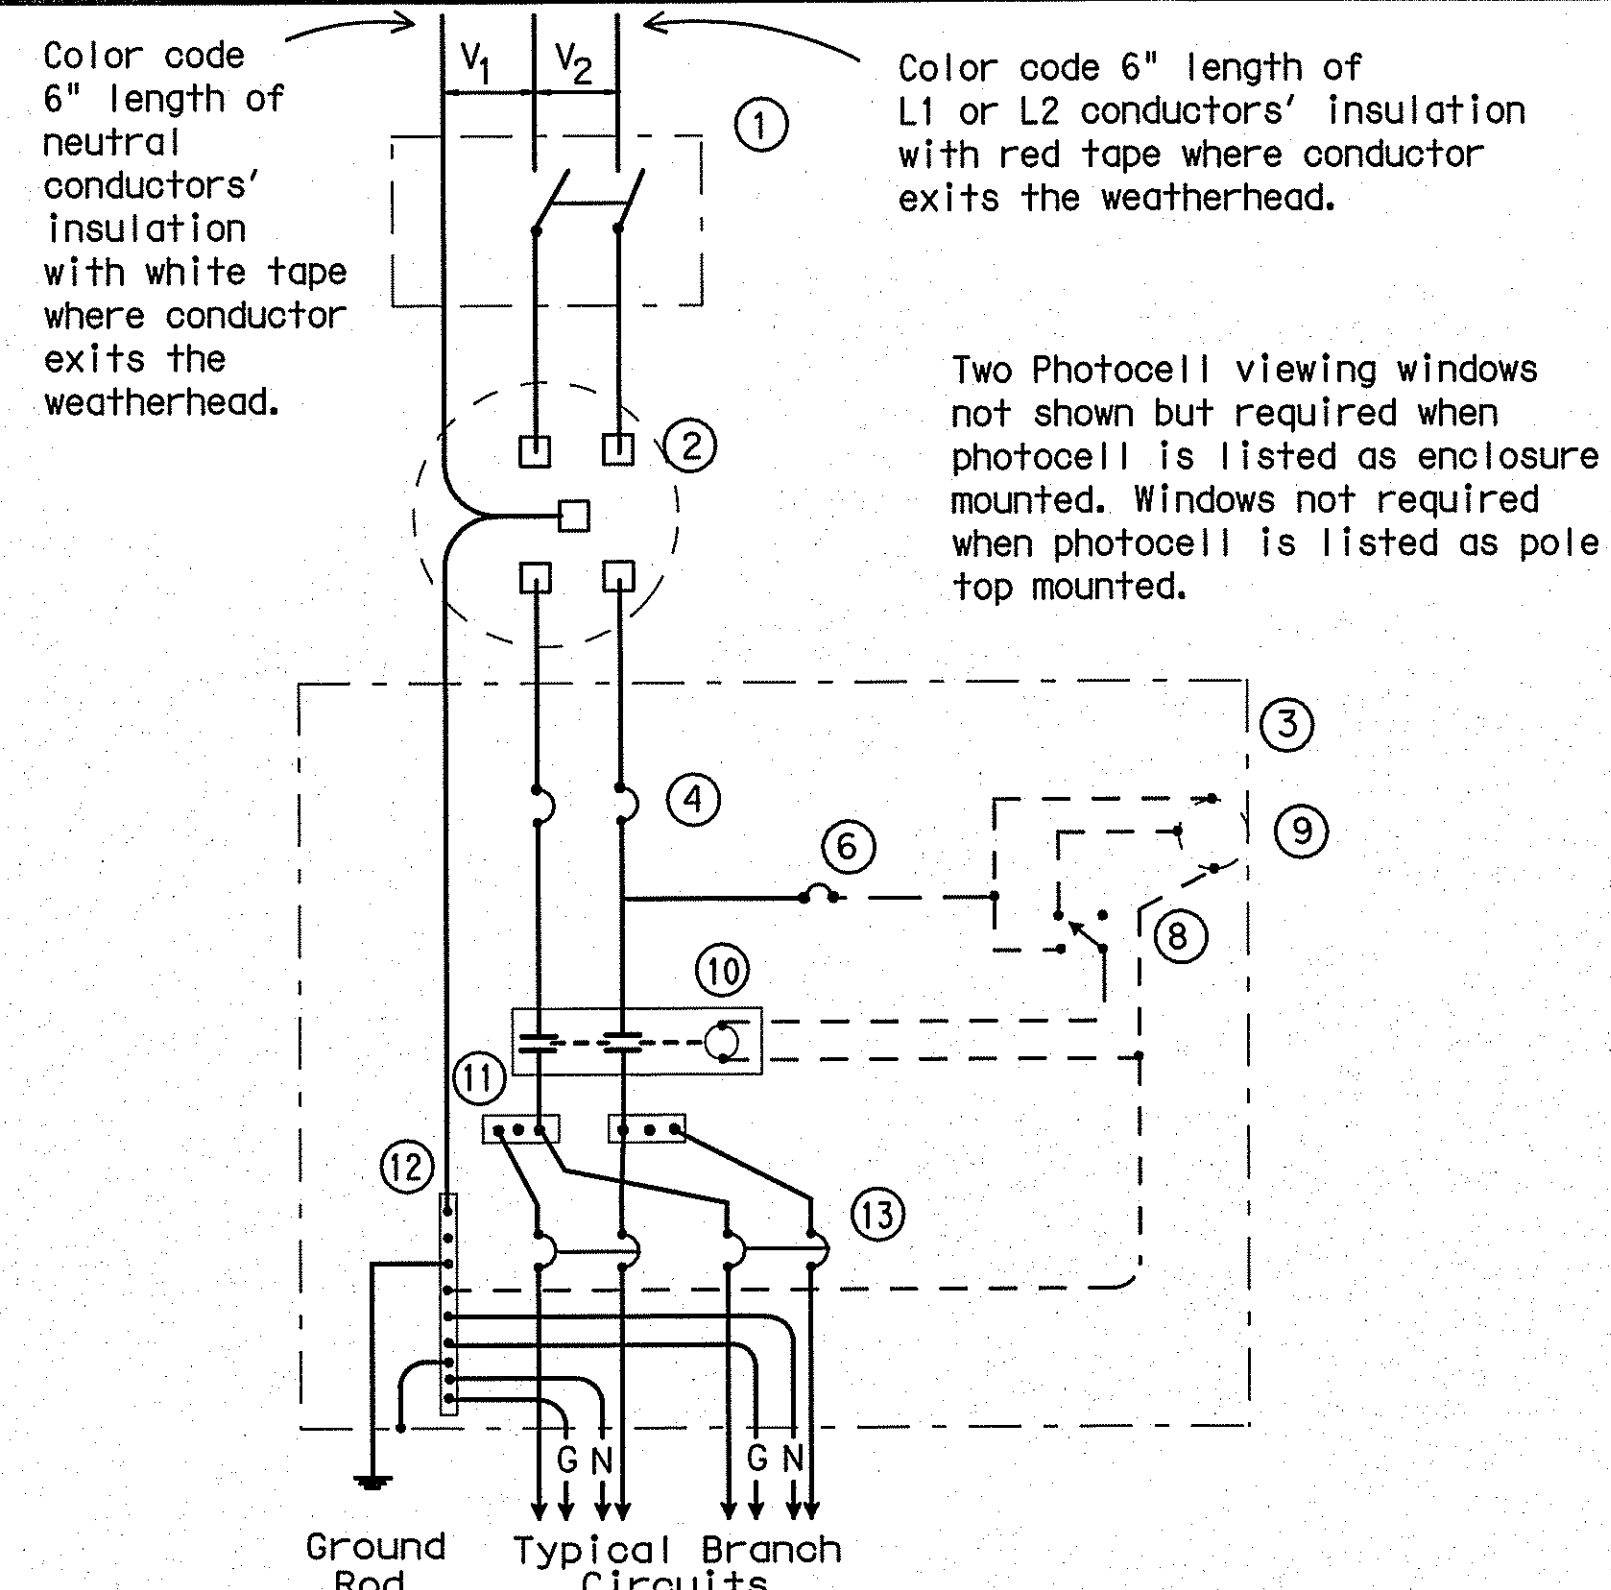 Color code
6" length of
neutral
conductors'
insulation
with white tape
where conductor
exits the
weatherhead.
V1
V2
1
Color code 6" length of
L1 or L2 conductors' insulation
with red tape where conductor
exits the weatherhead.
Two Photocell viewing windows
not shown but required when
photocell is listed as enclosure
mounted. Windows not required
when photocell is listed as pole
top mounted.
2
3
4
6
9
8
10
11
12
13
G N
G N
Ground
Rod
Typical Branch
Circuits